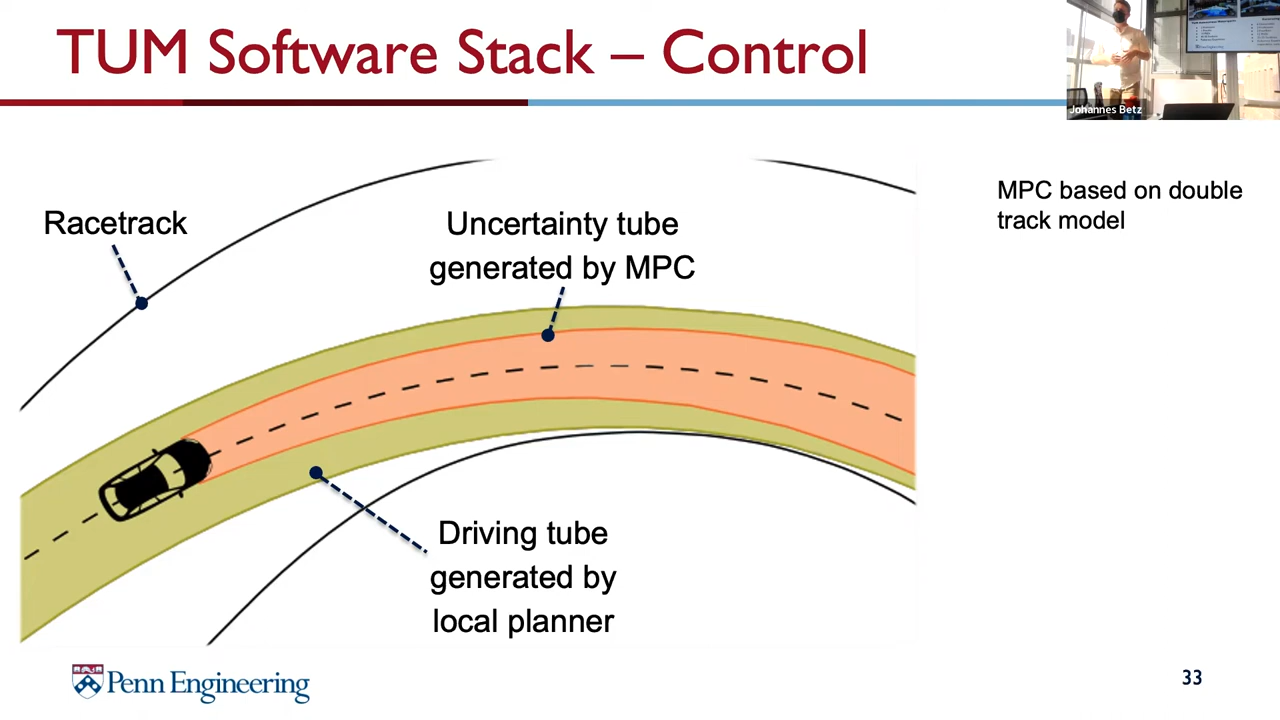 TUM Software Stack – Control
Johannes Betz
Racetrack
Uncertainty tube
generated by MPC
MPC based on double
track model
Driving tube
generated by
local planner
Penn Engineering
33